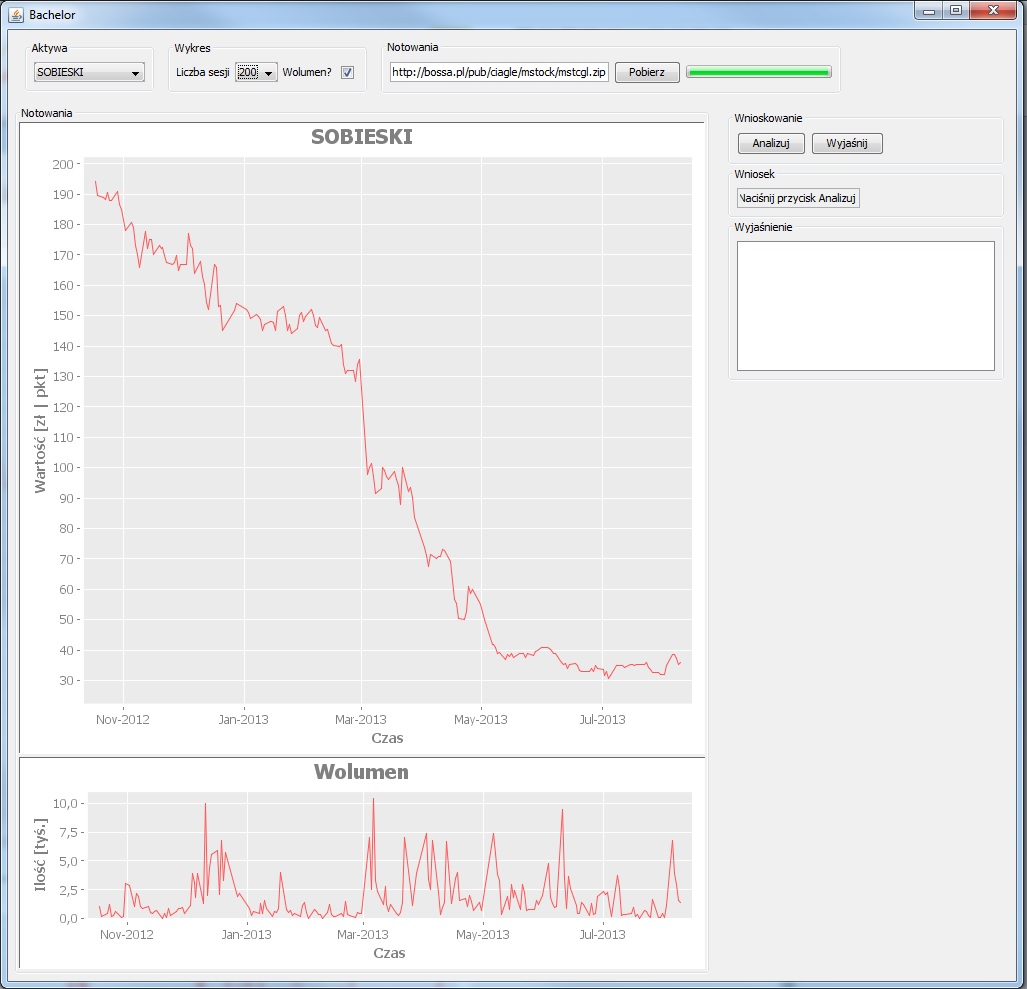 Bachelor
Aktywa
Wykres
Notowania
SOBIESKI
Liczba sesji
200
Wolumen?
http://bossa.pl/pub/ciagle/mstock/mstcgl.zip
Pobierz
Notowania
SOBIESKI
200
190
180
170
160
150
140
130
120
110
100
90
80
70
60
50
40
30
Wartość [zł | pkt]
Nov-2012
Jan-2013
Mar-2013
May-2013
Jul-2013
Czas
Wolumen
10,0
7,5
5,0
2,5
0,0
Ilość [tyś.]
Nov-2012
Jan-2013
Mar-2013
May-2013
Jul-2013
Czas
Wnioskowanie
Analizuj
Wyjaśnij
Wniosek
Naciśnij przycisk Analizuj
Wyjaśnienie